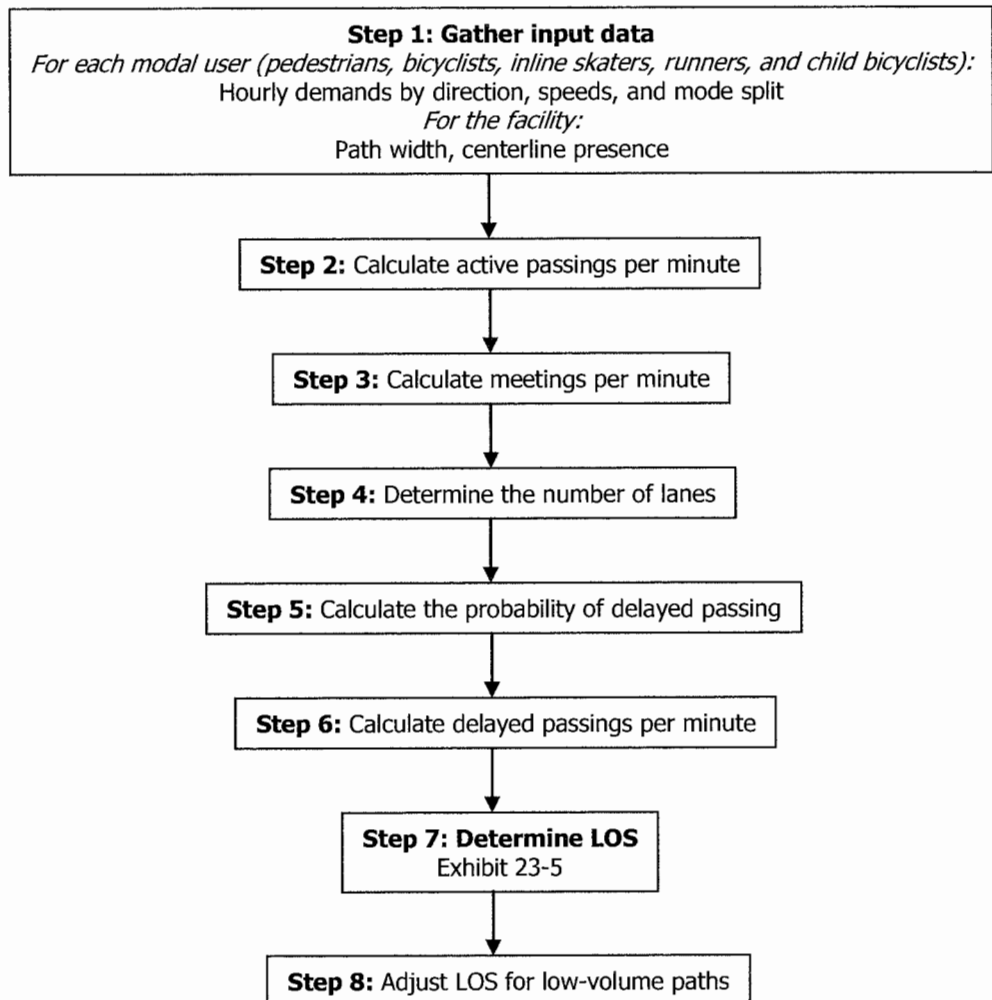 Step 1: Gather input data
For each modal user (pedestrians, bicyclists, inline skaters, runners, and child bicyclists):
Hourly demands by direction, speeds, and mode split
For the facility:
Path width, centerline presence
Step 2: Calculate active passings per minute
Step 3: Calculate meetings per minute
Step 4: Determine the number of lanes
Step 5: Calculate the probability of delayed passing
Step 6: Calculate delayed passings per minute
Step 7: Determine LOS
Exhibit 23-5
Step 8: Adjust LOS for low-volume paths